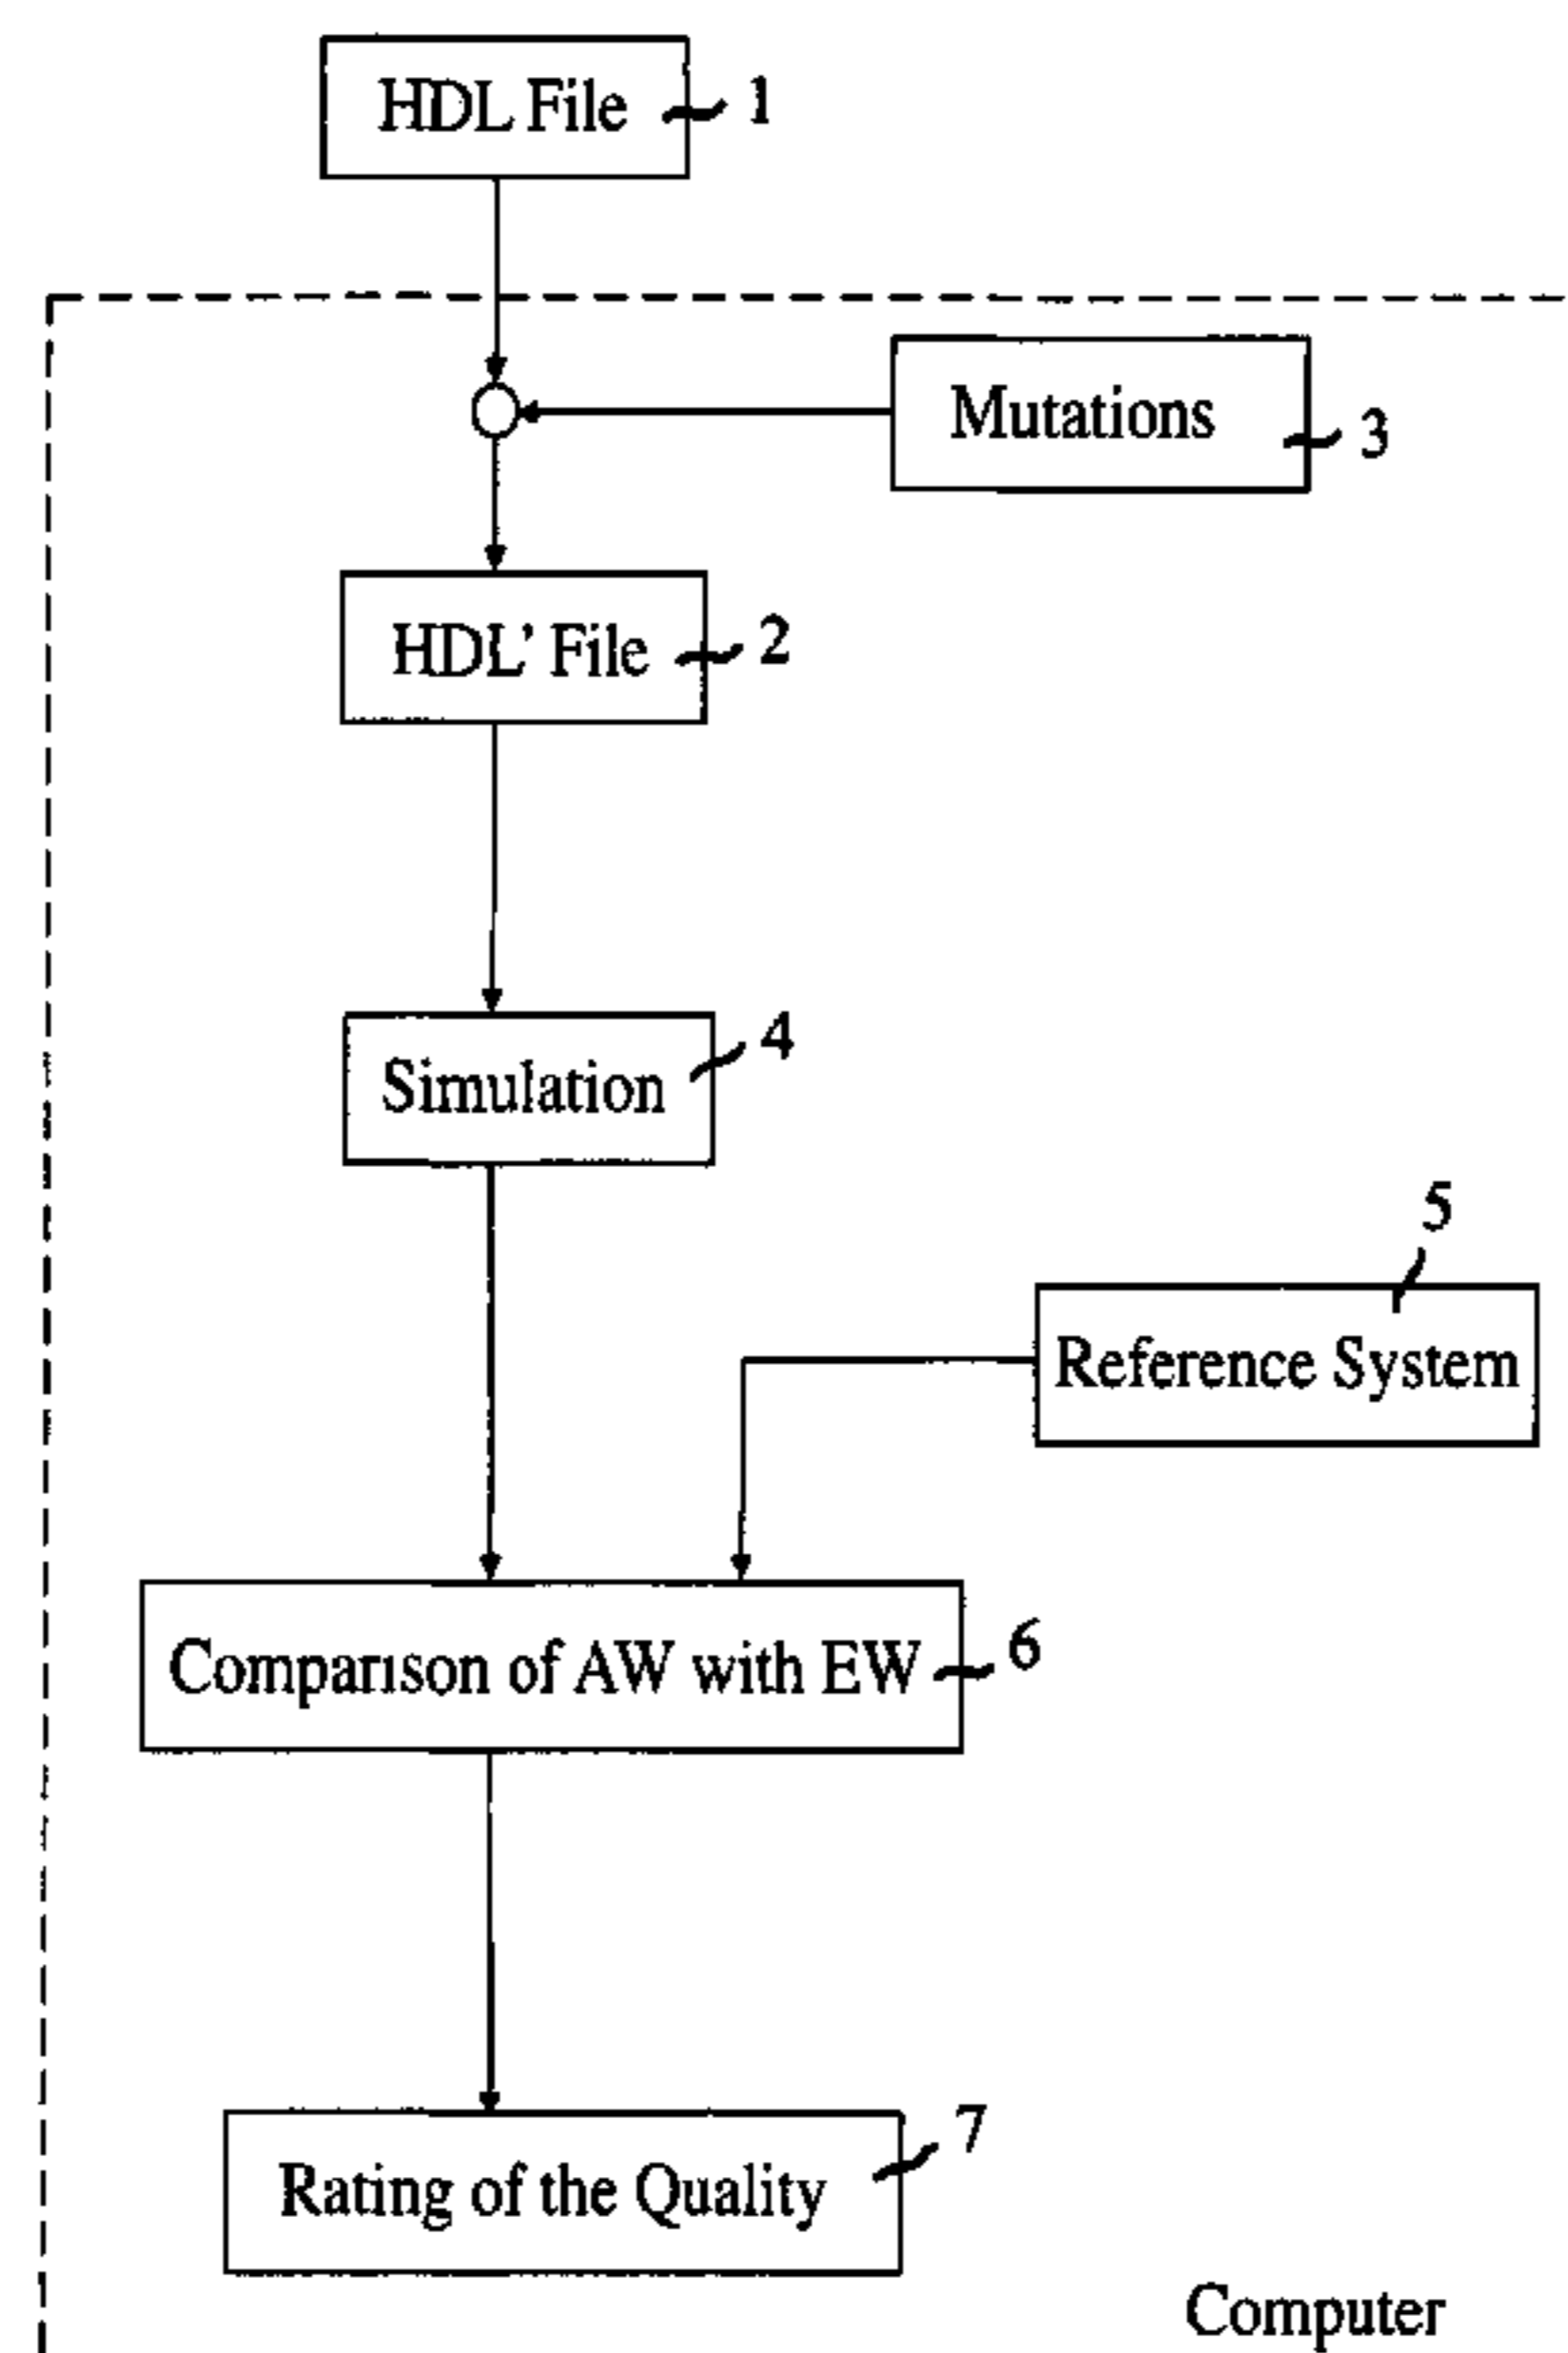 HDL File 1
Mutations 3
HDL' File 2
Simulation 4
5
Reference System
Comparison of AW with EW 6
Rating of the Quality 7
Computer